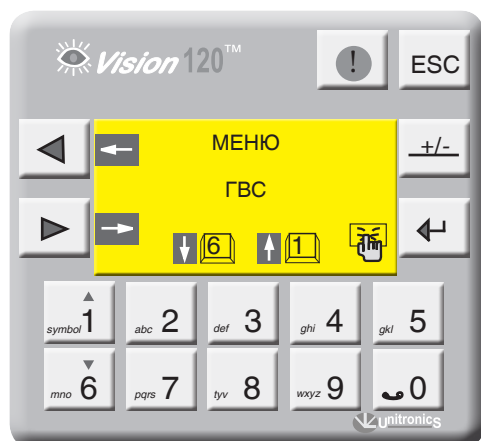 Vision 120™
! ESC
МЕНЮ
+/-
ГВС
6 1
symbol 1 abc 2 def 3 ghi 4 gkl 5
mno 6 pqrs 7 tyv 8 wxyz 9 0
Unitronics